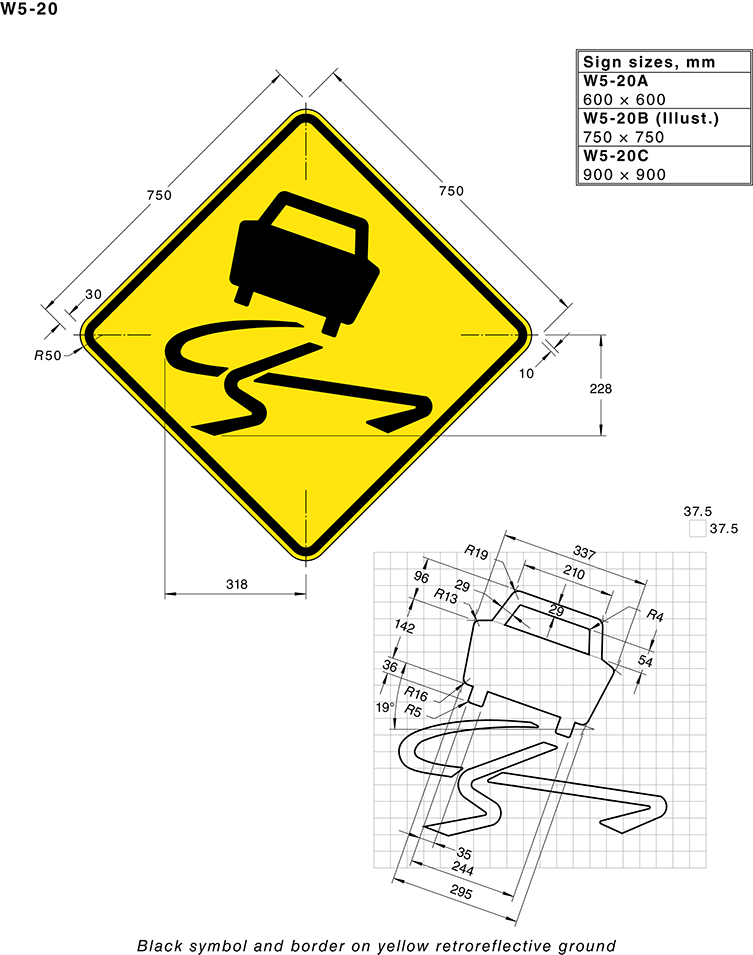 W5-20
Sign sizes, mm
W5-20A
600 × 600
W5-20B (Illust.)
750 × 750
W5-20C
900 × 900
750
750
30
R50
10
228
318
37.5
37.5
337
R19
210
96
29
R13
29
R4
142
54
36
R16
19°
R5
35
244
295
Black symbol and border on yellow retroreflective ground